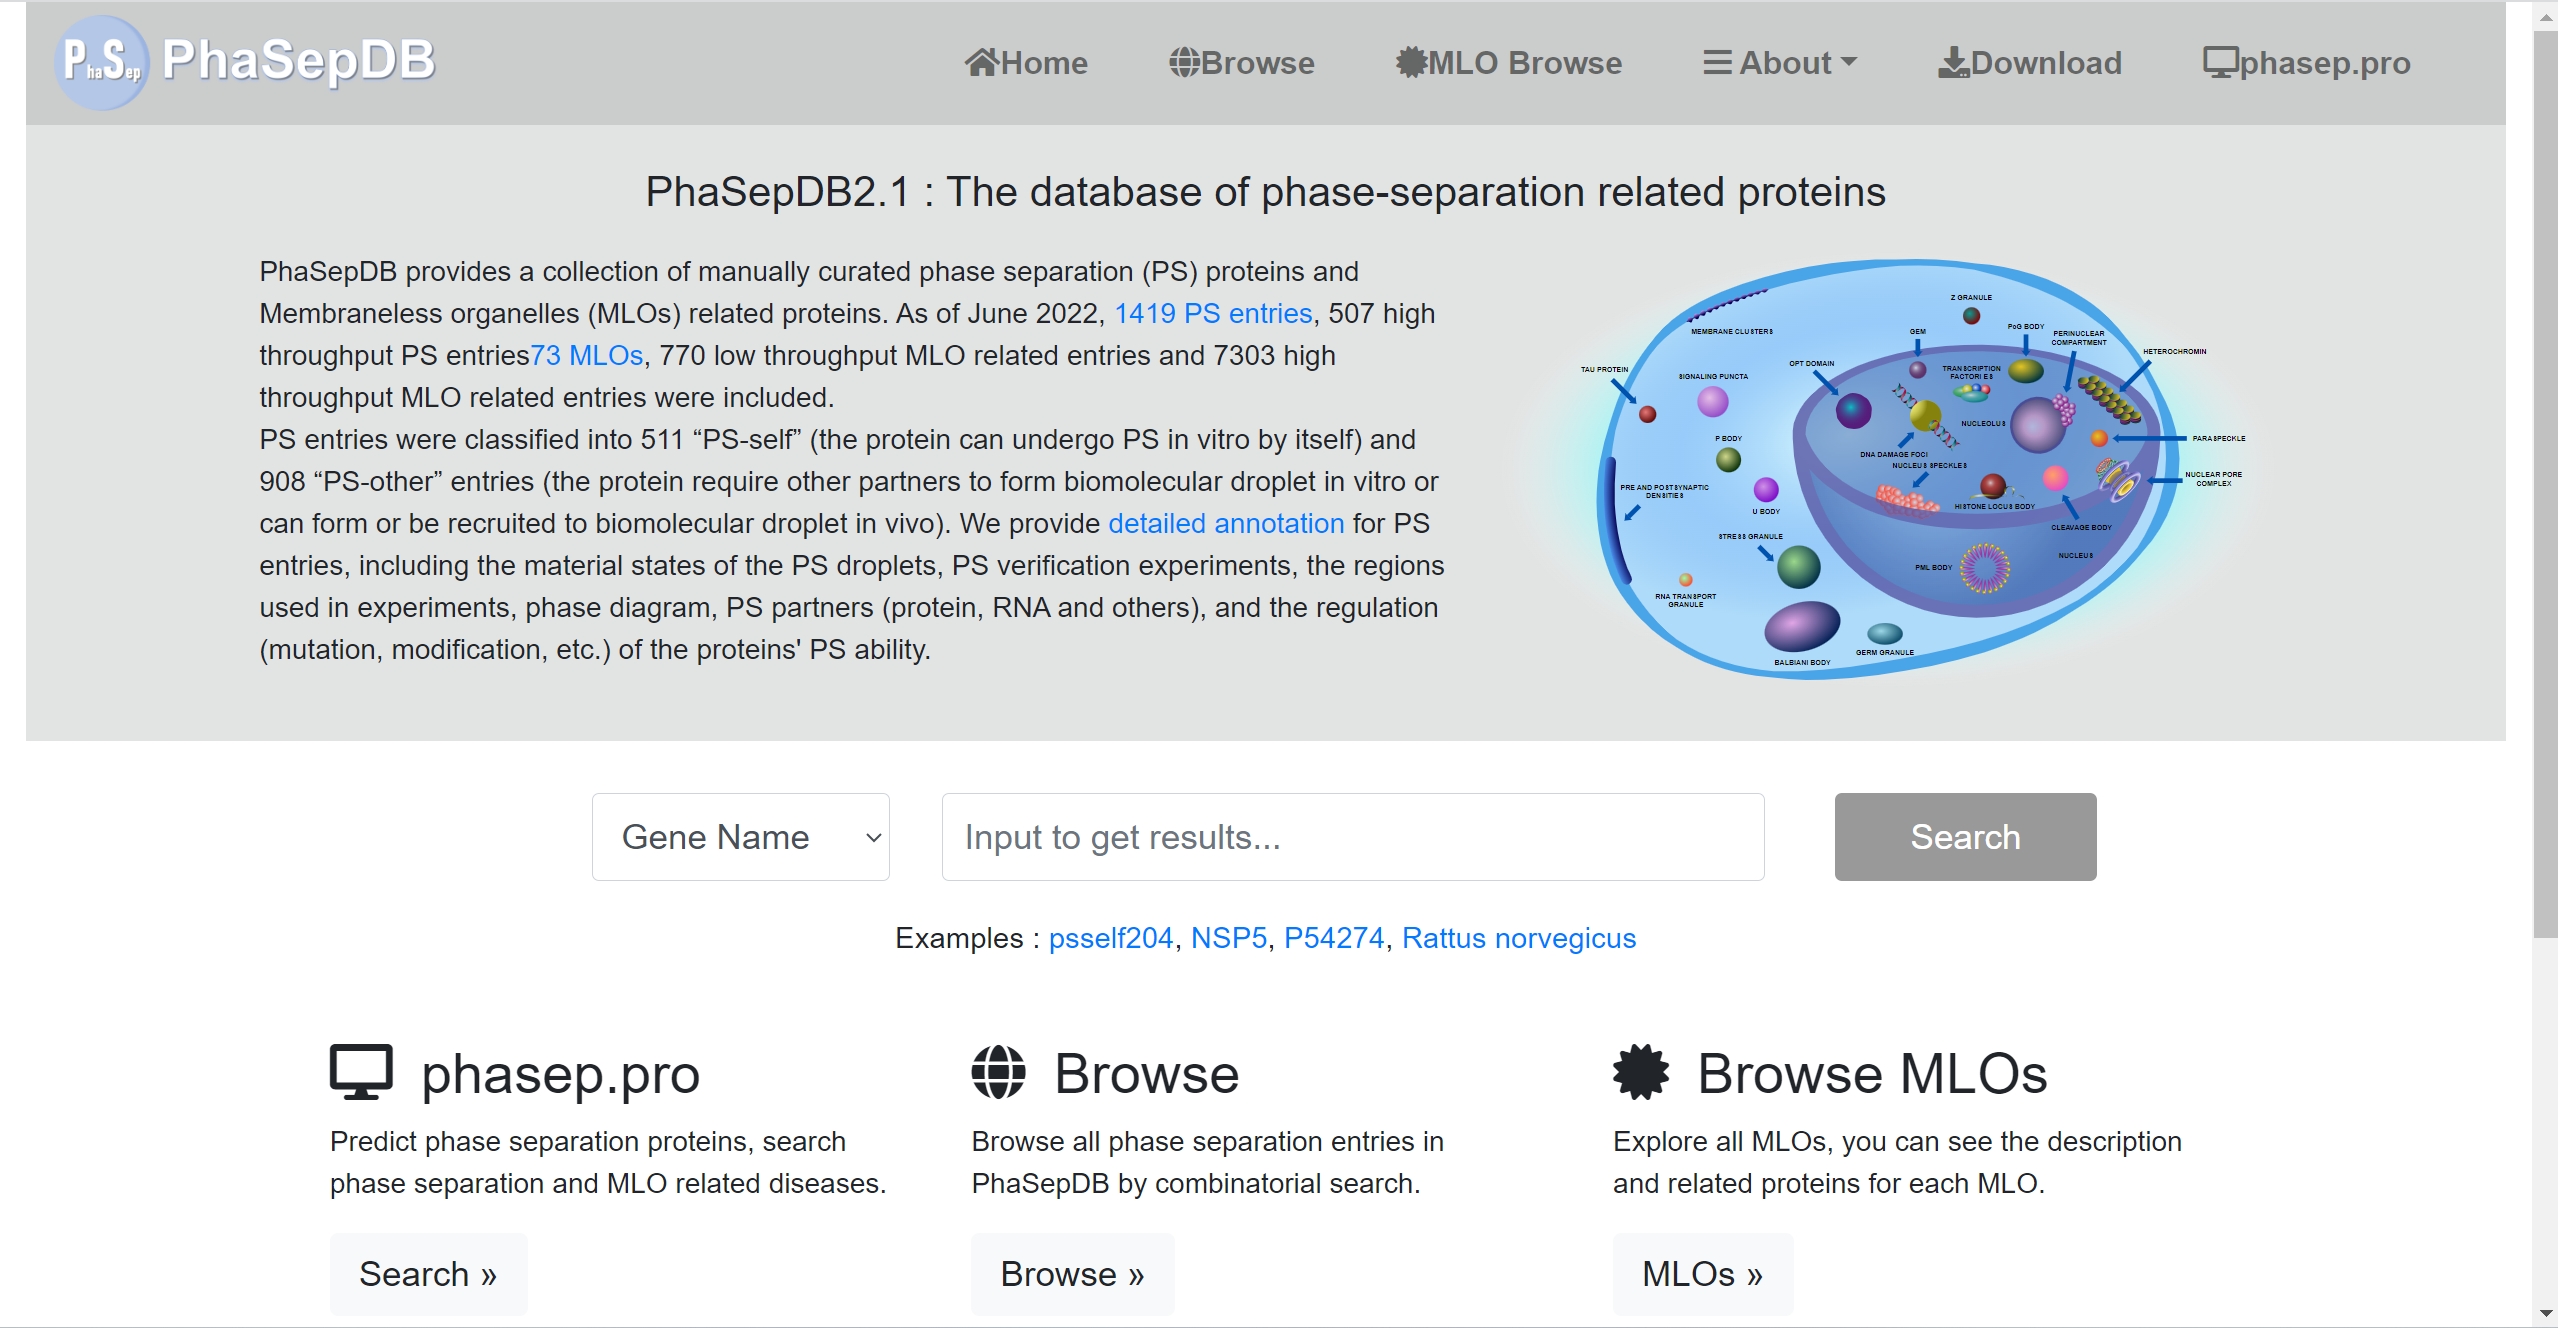 PhaSep PhaSepDB
Home Browse MLO Browse About Download phasep.pro
PhaSepDB2.1 : The database of phase-separation related proteins
PhaSepDB provides a collection of manually curated phase separation (PS) proteins and
Membraneless organelles (MLOs) related proteins. As of June 2022, 1419 PS entries, 507 high
throughput PS entries73 MLOs, 770 low throughput MLO related entries and 7303 high
throughput MLO related entries were included.
PS entries were classified into 511 “PS-self” (the protein can undergo PS in vitro by itself) and
908 “PS-other” entries (the protein require other partners to form biomolecular droplet in vitro or
can form or be recruited to biomolecular droplet in vivo). We provide detailed annotation for PS
entries, including the material states of the PS droplets, PS verification experiments, the regions
used in experiments, phase diagram, PS partners (protein, RNA and others), and the regulation
(mutation, modification, etc.) of the proteins' PS ability.
Z GRANULE
MEMBRANE CLUSTERS
GEM
PcG BODY
PERINUCLEAR
COMPARTMENT
HETEROCHROMIN
TAU PROTEIN
SIGNALING PUNCTA
OPT DOMAIN
TRANSCRIPTION
FACTORIES
NUCLEOLUS
P BODY
PARASPECKLE
DNA DAMAGE FOCI
NUCLEUS SPECKLES
NUCLEAR PORE
COMPLEX
PRE AND POSTSYNAPTIC
DENSITIES
U BODY
HISTONE LOCUS BODY
CLEAVAGE BODY
STRESS GRANULE
NUCLEUS
PML BODY
RNA TRANSPORT
GRANULE
GERM GRANULE
BALBIANI BODY
Gene Name Input to get results... Search
Examples : psself204, NSP5, P54274, Rattus norvegicus
phasep.pro
Predict phase separation proteins, search
phase separation and MLO related diseases.
Search »
Browse
Browse all phase separation entries in
PhaSepDB by combinatorial search.
Browse »
Browse MLOs
Explore all MLOs, you can see the description
and related proteins for each MLO.
MLOs »